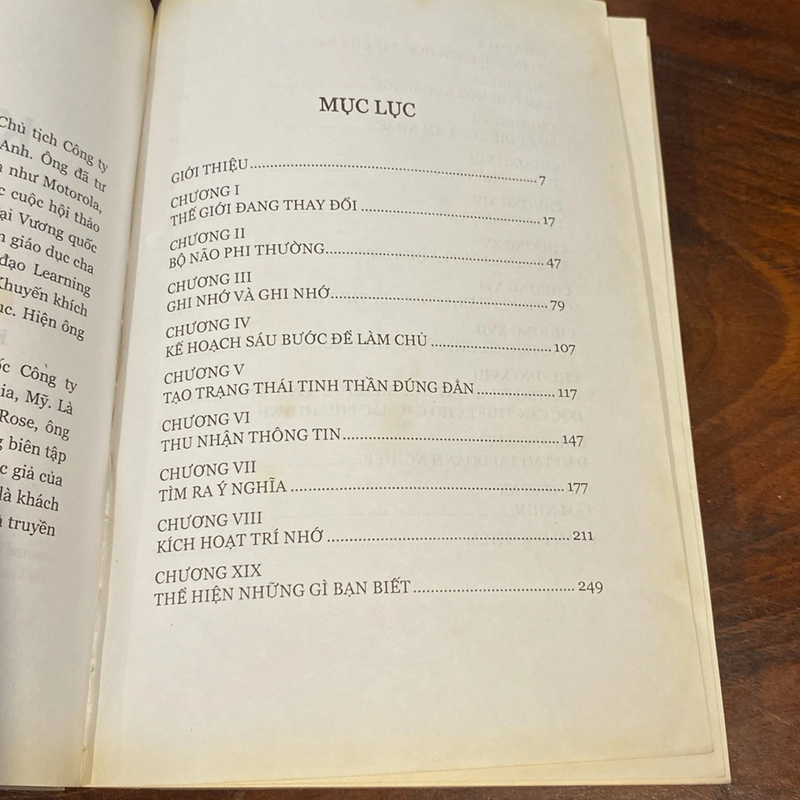 Chủ tịch Công ty
Anh. Ông đã tư
như Motorola,
cuộc hội thảo
Vương quốc
giáo dục cha
đạo Learning
Khuyến khích
Hiện ông
Công ty
Mỹ. Là
Rose, ông
biên tập
giả của
là khách
truyền
MỤC LỤC
GIỚI THIỆU 7
CHƯƠNG I
THẾ GIỚI ĐANG THAY ĐỔI 17
CHƯƠNG II
BỘ NÃO PHI THƯỜNG 47
CHƯƠNG III
GHI NHỚ VÀ GHI NHỚ 79
CHƯƠNG IV
KẾ HOẠCH SÁU BƯỚC ĐỂ LÀM CHỦ 107
CHƯƠNG V
TẠO TRẠNG THÁI TINH THẦN ĐÚNG ĐẮN 117
CHƯƠNG VI
THU NHẬN THÔNG TIN 147
CHƯƠNG VII
TÌM RA Ý NGHĨA 177
CHƯƠNG VIII
KÍCH HOẠT TRÍ NHỚ 211
CHƯƠNG XIX
THỂ HIỆN NHỮNG GÌ BẠN BIẾT 249